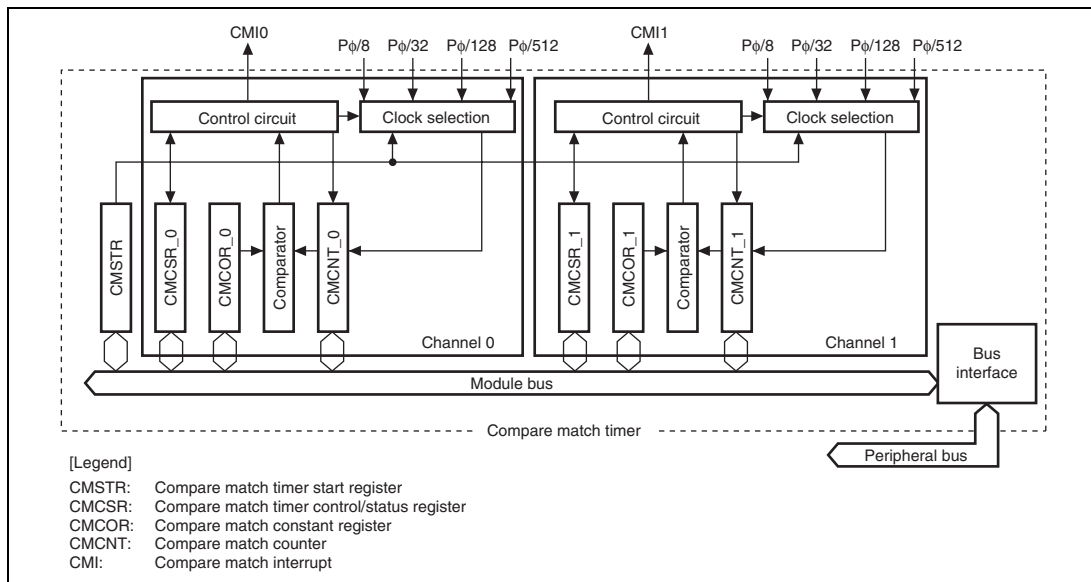 CMI0
Pφ/8 Pφ/32 Pφ/128 Pφ/512
CMI1
Pφ/8 Pφ/32 Pφ/128 Pφ/512
Control circuit
Clock selection
Control circuit
Clock selection
CMSTR
CMCSR_0
CMCOR_0
Comparator
CMCNT_0
CMCSR_1
CMCOR_1
Comparator
CMCNT_1
Channel 0
Channel 1
Bus
interface
Module bus
Compare match timer
Peripheral bus
[Legend]
CMSTR: Compare match timer start register
CMCSR: Compare match timer control/status register
CMCOR: Compare match constant register
CMCNT: Compare match counter
CMI: Compare match interrupt